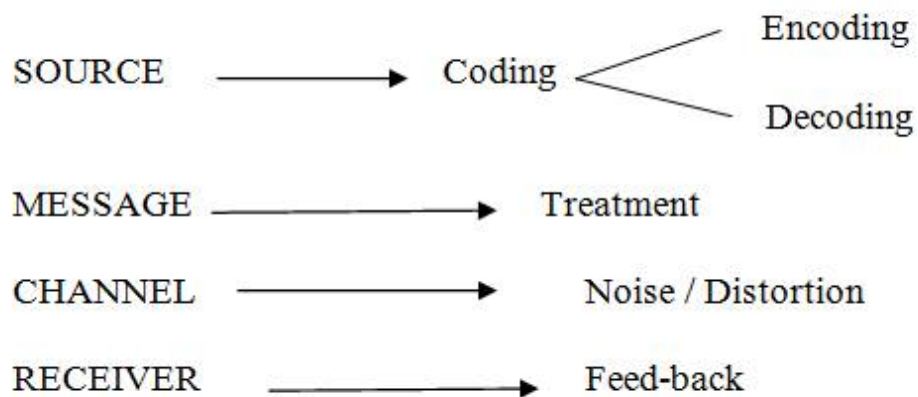 Encoding
SOURCE Coding
Decoding
MESSAGE Treatment
CHANNEL Noise / Distortion
RECEIVER Feed-back